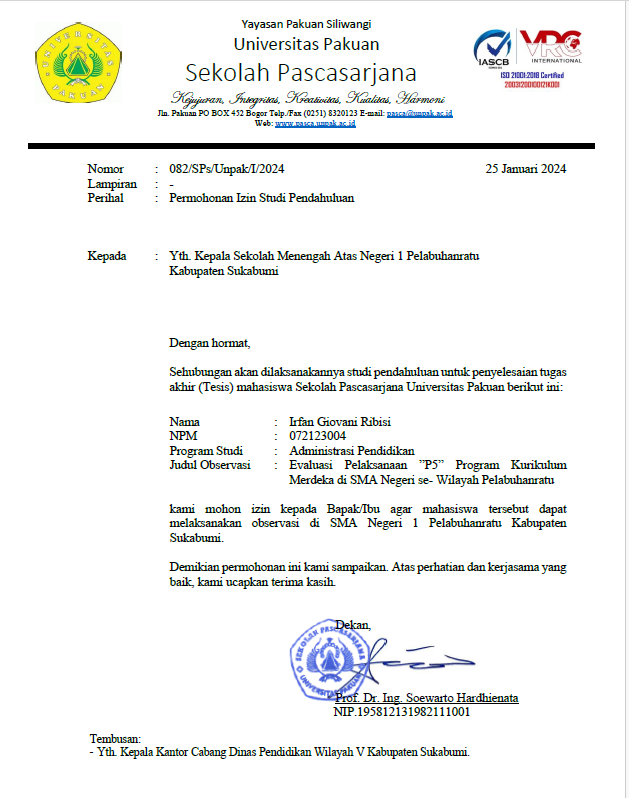 Yayasan Pakuan Siliwangi
Universitas Pakuan
Sekolah Pascasarjana
Kejujuran, Integritas, Kreativitas, Kualitas, Harmoni
Jln. Pakuan PO BOX 452 Bogor Telp./Fax (0251) 8320123 E-mail: pasca@unpak.ac.id
Web: www.pasca.unpak.ac.id
UNIVERSITAS
PAKUAN
IASCB
VRC
INTERNATIONAL
ISO 21001:2018 Certified
Nomor : 082/SPs/Unpak/I/2024 25 Januari 2024
Lampiran : -
Perihal : Permohonan Izin Studi Pendahuluan
Kepada : Yth. Kepala Sekolah Menengah Atas Negeri 1 Pelabuhanratu
Kabupaten Sukabumi
Dengan hormat,
Sehubungan akan dilaksanakannya studi pendahuluan untuk penyelesaian tugas
akhir (Tesis) mahasiswa Sekolah Pascasarjana Universitas Pakuan berikut ini:
Nama : Irfan Giovani Ribisi
NPM : 072123004
Program Studi : Administrasi Pendidikan
Judul Observasi : Evaluasi Pelaksanaan ”P5” Program Kurikulum
Merdeka di SMA Negeri se- Wilayah Pelabuhanratu
kami mohon izin kepada Bapak/Ibu agar mahasiswa tersebut dapat
melaksanakan observasi di SMA Negeri 1 Pelabuhanratu Kabupaten
Sukabumi.
Demikian permohonan ini kami sampaikan. Atas perhatian dan kerjasama yang
baik, kami ucapkan terima kasih.
Dekan,
SEKOLAH PASCASARJANA
UNIVERSITAS PAKUAN
Prof. Dr. Ing. Soewarto Hardhienata
NIP.195812131982111001
Tembusan:
- Yth. Kepala Kantor Cabang Dinas Pendidikan Wilayah V Kabupaten Sukabumi.